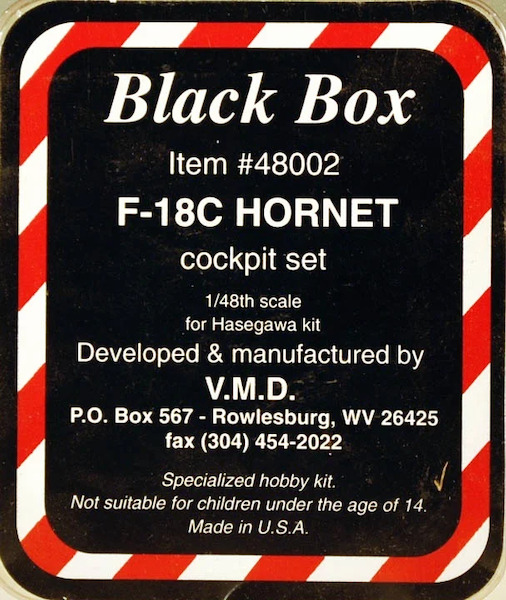 Black Box
Item #48002
F-18C HORNET
cockpit set
1/48th scale
for Hasegawa kit
Developed & manufactured by
V.M.D.
P.O. Box 567 - Rowlesburg, WV 26425
fax (304) 454-2022
Specialized hobby kit.
Not suitable for children under the age of 14.
Made in U.S.A.